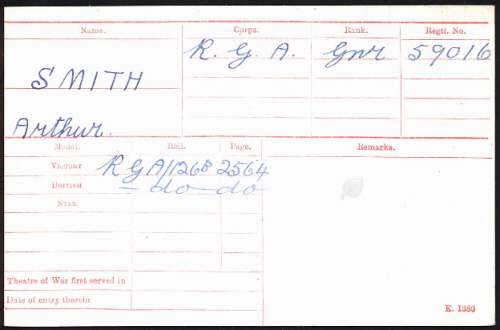 Name. Corps. Rank. Regtl. No.
SMITH R. G. A. Gnr 59016
Arthur.
Medal. Roll. Page. Remarks.
VICTORY RGA/126B 2564
BRITISH —do—do
STAR
Theatre of War first served in
Date of entry therein
K. 1380